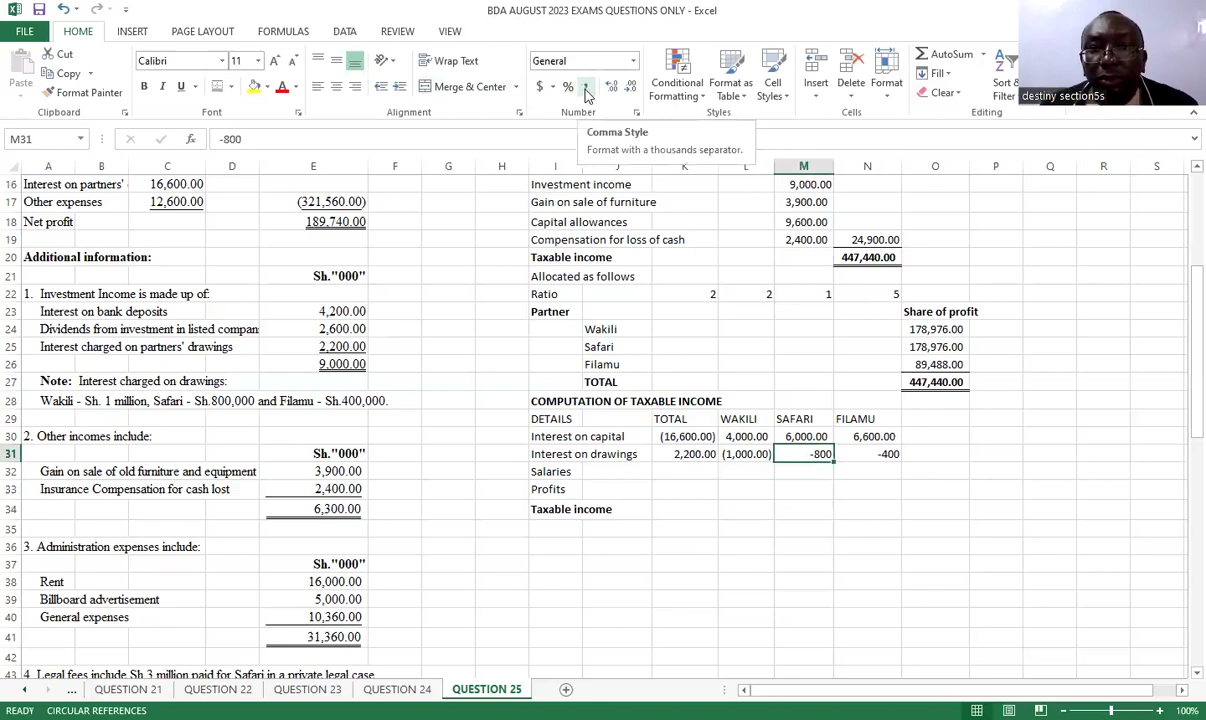 BDA AUGUST 2023 EXAMS QUESTIONS ONLY - Excel
FILE HOME INSERT PAGE LAYOUT FORMULAS DATA REVIEW VIEW
Cut
Copy
Format Painter
Paste
Clipboard
Calibri 11
B I U
Font
Wrap Text
Merge & Center
Alignment
General
$ %
Number
Conditional Formatting
Format as Table
Cell Styles
Styles
Insert Delete Format
Cells
AutoSum
Fill
Clear
Sort &
Editing
destiny section5s
Comma Style
Format with a thousands separator.
M31 fx -800
A B C D E F G H I J K L M N O P Q R S
16 Interest on partners' 16,600.00 Investment income 9,000.00
17 Other expenses 12,600.00 (321,560.00) Gain on sale of furniture 3,900.00
18 Net profit 189,740.00 Capital allowances 9,600.00
19 Compensation for loss of cash 2,400.00 24,900.00
20 Additional information: Taxable income 447,440.00
21 Sh."000" Allocated as follows
22 1. Investment Income is made up of: Ratio 2 2 1 5
23 Interest on bank deposits 4,200.00 Partner Share of profit
24 Dividends from investment in listed compan 2,600.00 Wakili 178,976.00
25 Interest charged on partners' drawings 2,200.00 Safari 178,976.00
26 9,000.00 Filamu 89,488.00
27 Note: Interest charged on drawings: TOTAL 447,440.00
28 Wakili - Sh. 1 million, Safari - Sh.800,000 and Filamu - Sh.400,000. COMPUTATION OF TAXABLE INCOME
29 DETAILS TOTAL WAKILI SAFARI FILAMU
30 2. Other incomes include: Interest on capital (16,600.00) 4,000.00 6,000.00 6,600.00
31 Sh."000" Interest on drawings 2,200.00 (1,000.00) -800 -400
32 Gain on sale of old furniture and equipment 3,900.00 Salaries
33 Insurance Compensation for cash lost 2,400.00 Profits
34 6,300.00 Taxable income
35
36 3. Administration expenses include:
37 Sh."000"
38 Rent 16,000.00
39 Billboard advertisement 5,000.00
40 General expenses 10,360.00
41 31,360.00
42
43 4. Legal fees include Sh 3 million paid for Safari in a private legal case
... QUESTION 21 QUESTION 22 QUESTION 23 QUESTION 24 QUESTION 25
READY CIRCULAR REFERENCES 100%